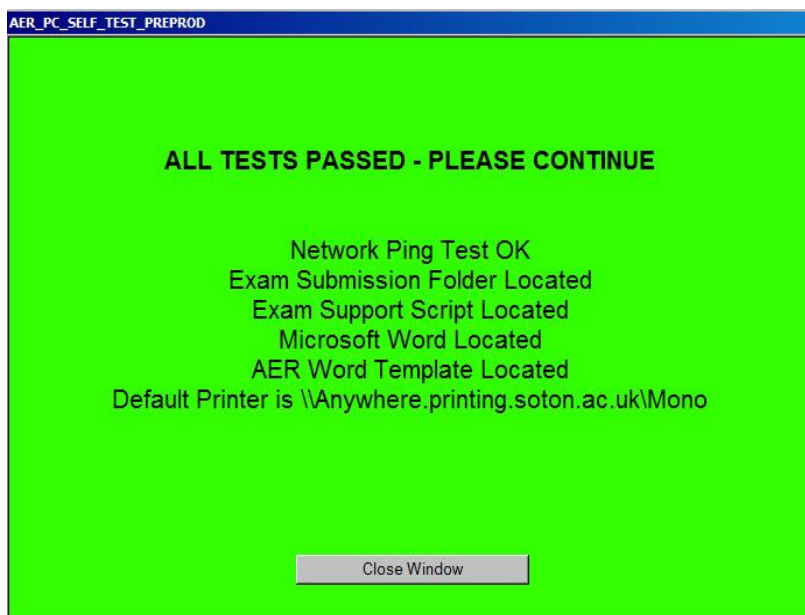 AER_PC_SELF_TEST_PREPROD
ALL TESTS PASSED - PLEASE CONTINUE
Network Ping Test OK
Exam Submission Folder Located
Exam Support Script Located
Microsoft Word Located
AER Word Template Located
Default Printer is \\Anywhere.printing.soton.ac.uk\Mono
Close Window